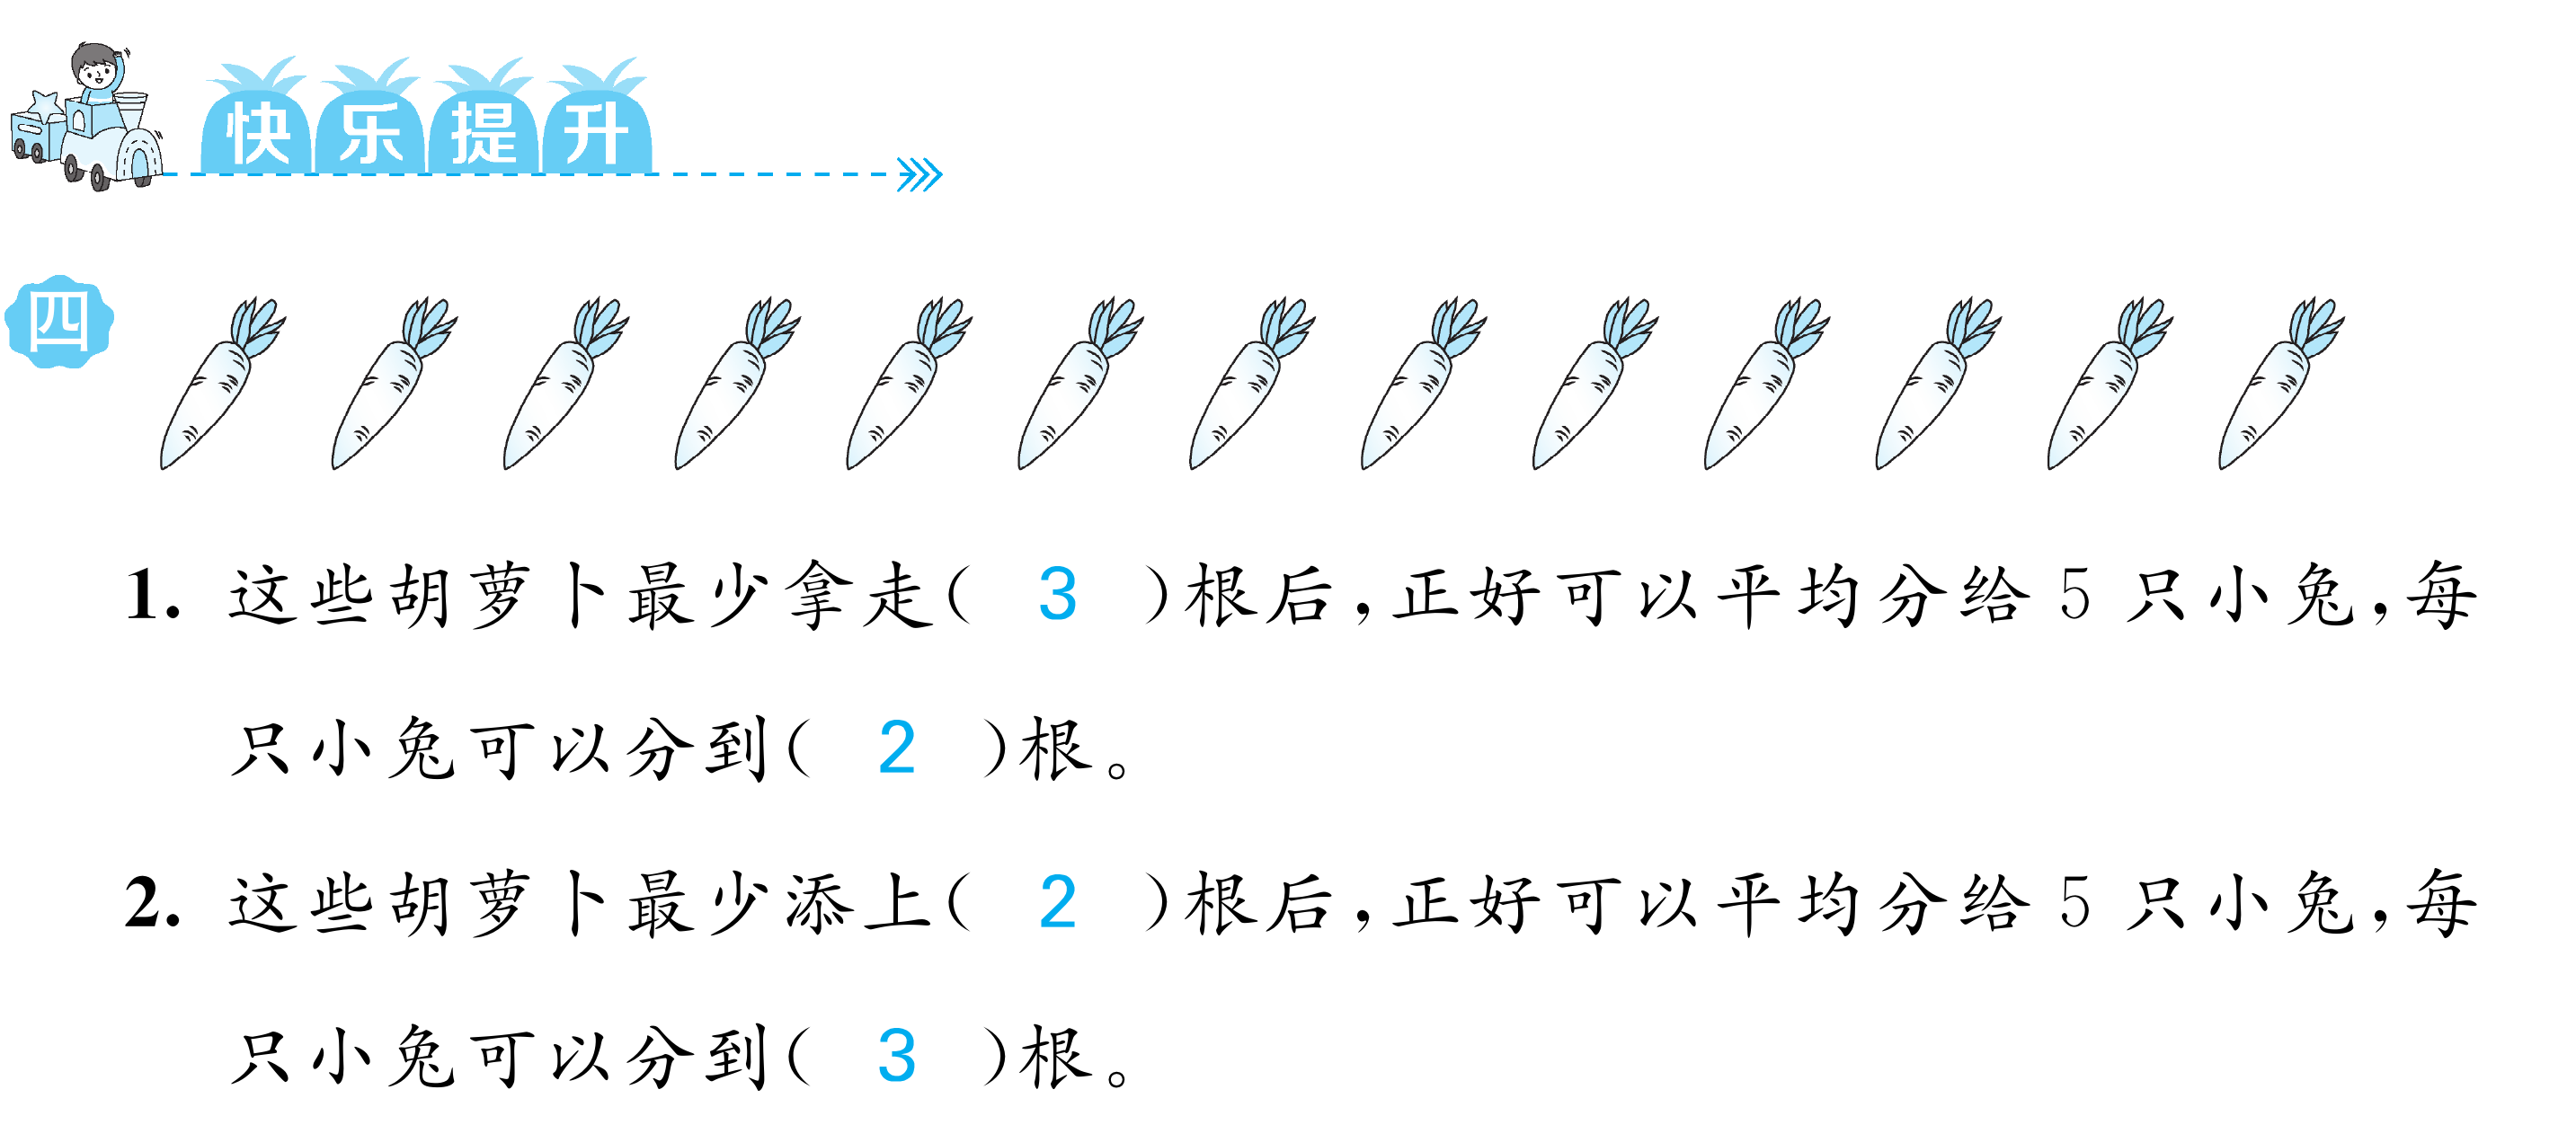 快乐提升
四
1. 这些胡萝卜最少拿走( 3 )根后,正好可以平均分给 5 只小兔,每
只小兔可以分到( 2 )根。
2. 这些胡萝卜最少添上( 2 )根后,正好可以平均分给 5 只小兔,每
只小兔可以分到( 3 )根。